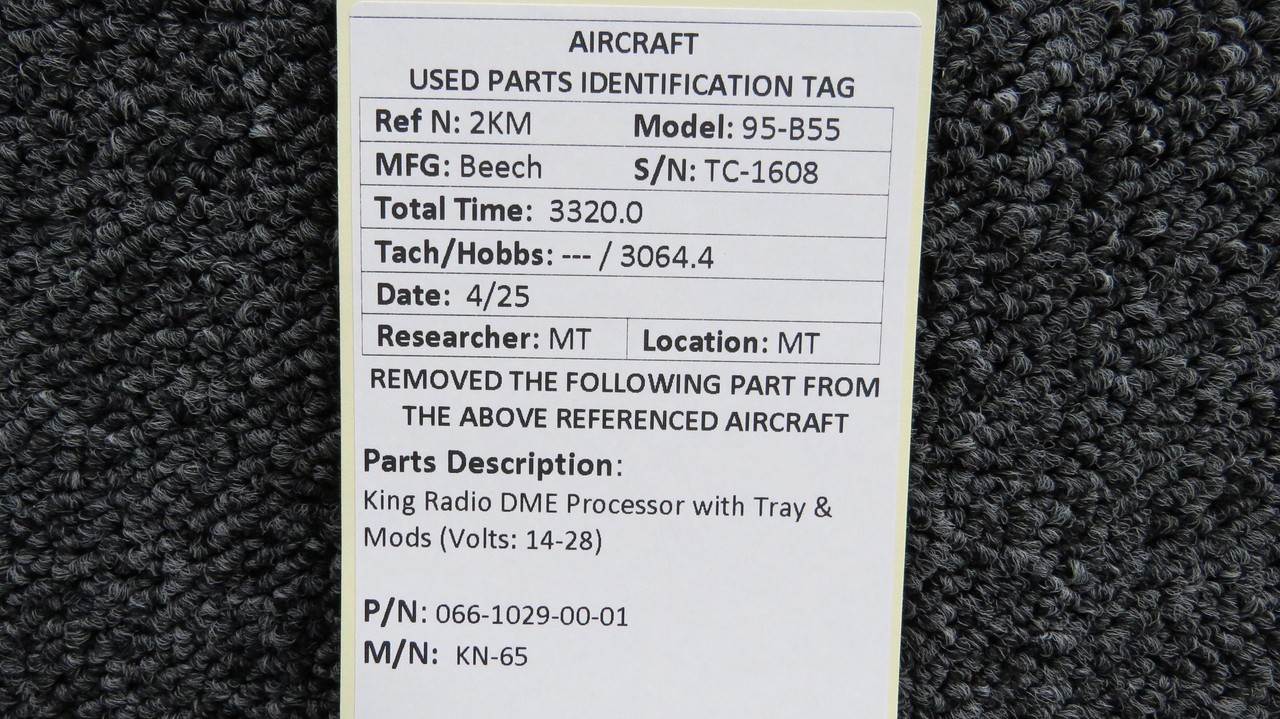 AIRCRAFT
USED PARTS IDENTIFICATION TAG
Ref N: 2KM Model: 95-B55
MFG: Beech S/N: TC-1608
Total Time: 3320.0
Tach/Hobbs: --- / 3064.4
Date: 4/25
Researcher: MT Location: MT
REMOVED THE FOLLOWING PART FROM
THE ABOVE REFERENCED AIRCRAFT
Parts Description:
King Radio DME Processor with Tray &
Mods (Volts: 14-28)
P/N: 066-1029-00-01
M/N: KN-65